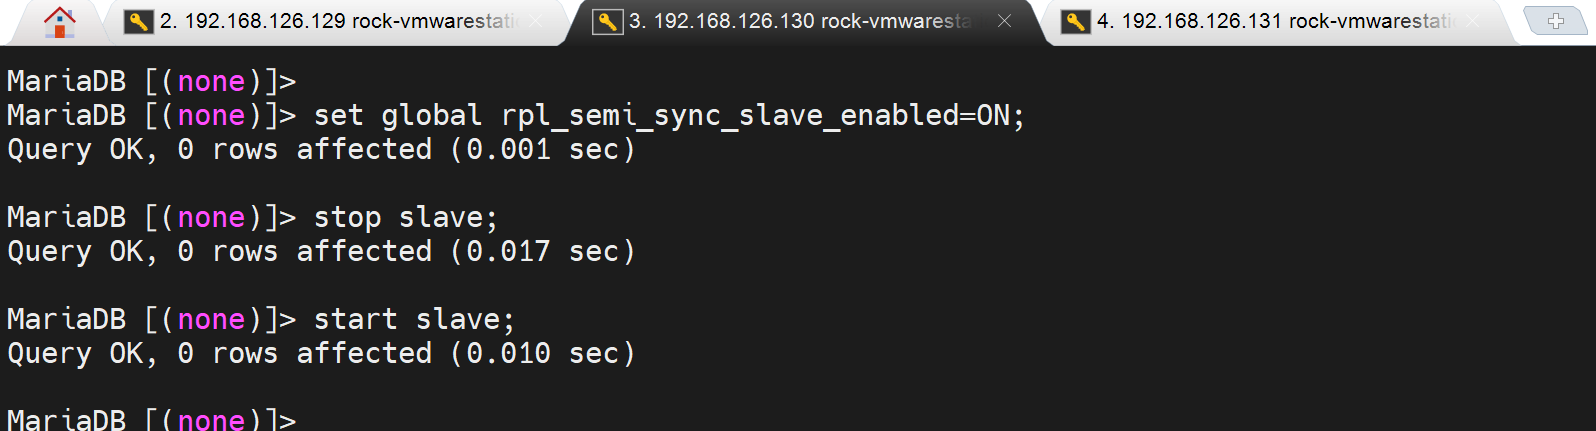 2. 192.168.126.129 rock-vmwarestati
3. 192.168.126.130 rock-vmwaresta
4. 192.168.126.131 rock-vmwarestati
MariaDB [(none)]>
MariaDB [(none)]> set global rpl_semi_sync_slave_enabled=ON;
Query OK, 0 rows affected (0.001 sec)
MariaDB [(none)]> stop slave;
Query OK, 0 rows affected (0.017 sec)
MariaDB [(none)]> start slave;
Query OK, 0 rows affected (0.010 sec)
MariaDB [(none)]>